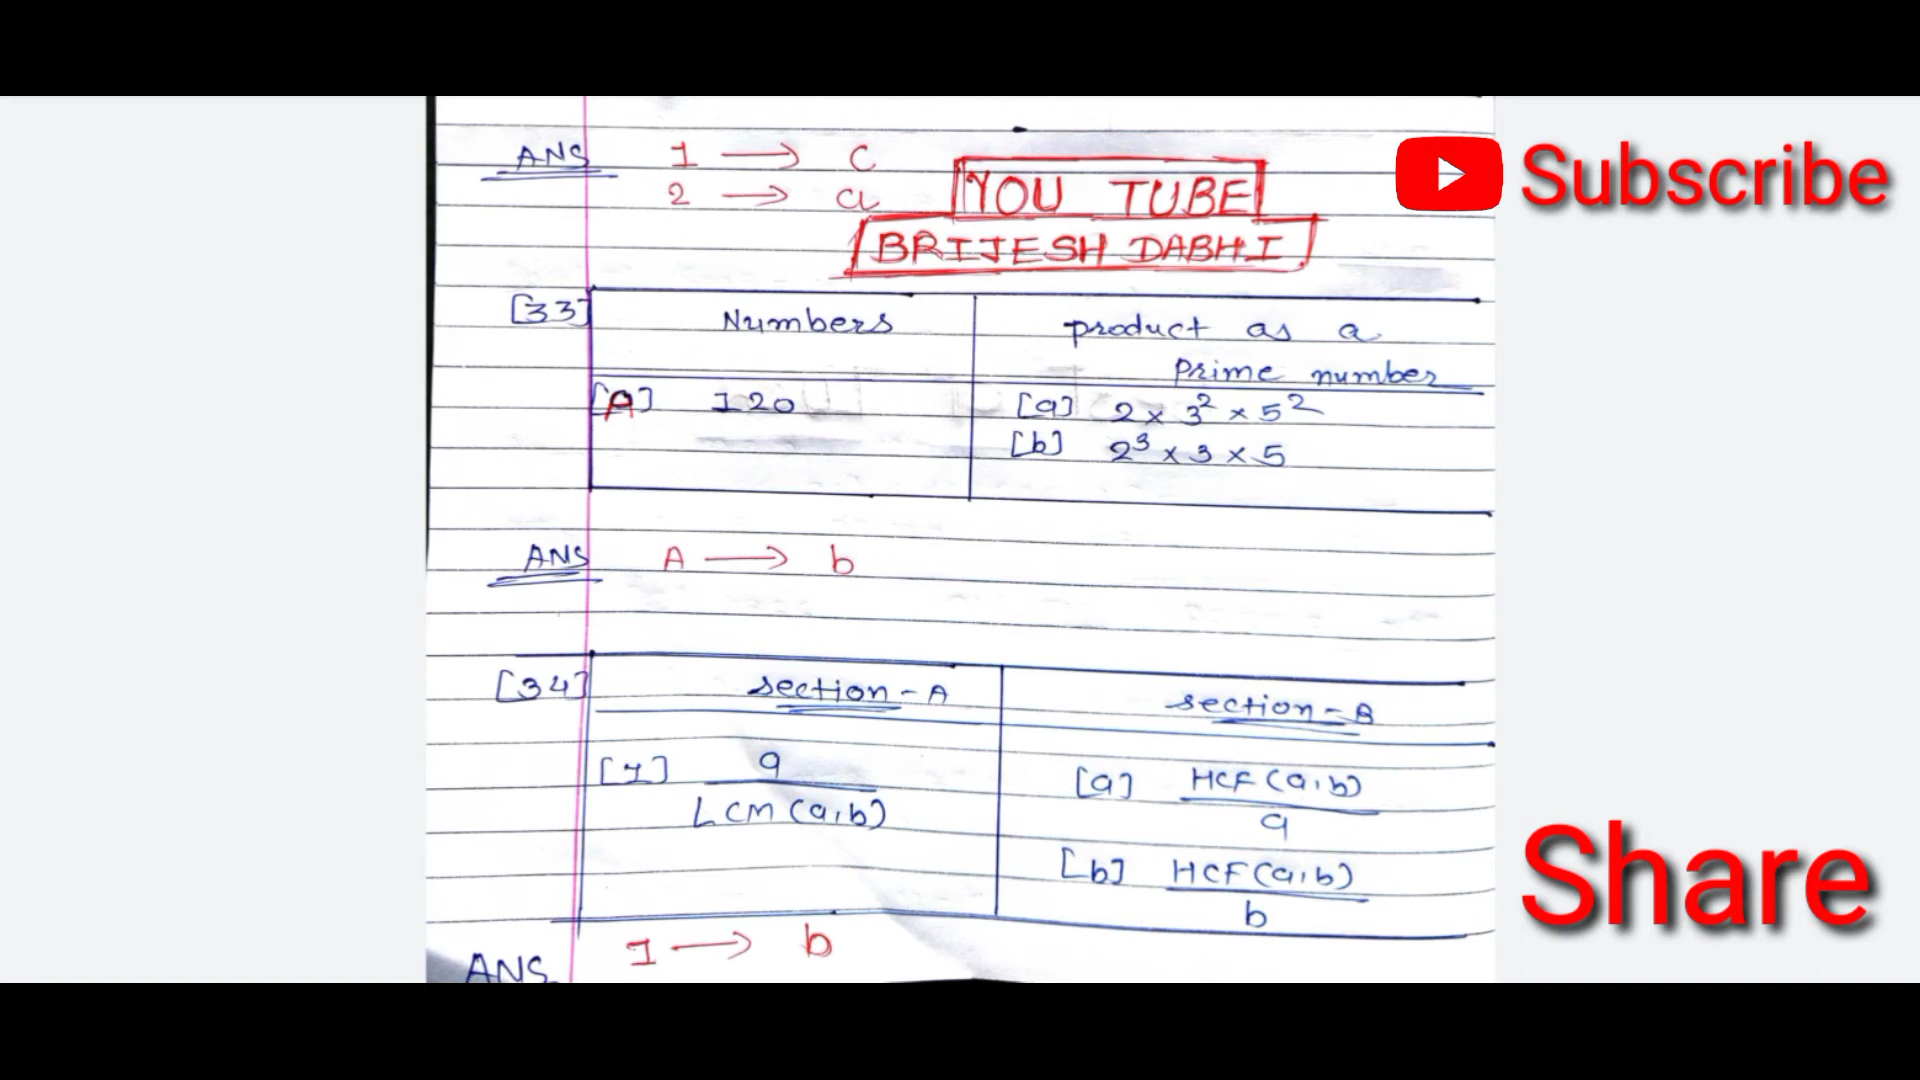 ANS 1 → c
2 → a
YOU TUBE
BRIJESH DABHI
Subscribe
[33] Numbers product as a
prime number
[A] 120 [a] 2 × 3² × 5²
[b] 2³ × 3 × 5
ANS A → b
[34] section - A section - B
[1] a / LCM (a,b) [a] HCF (a,b) / a
[b] HCF (a,b) / b
Share
ANS 1 → b